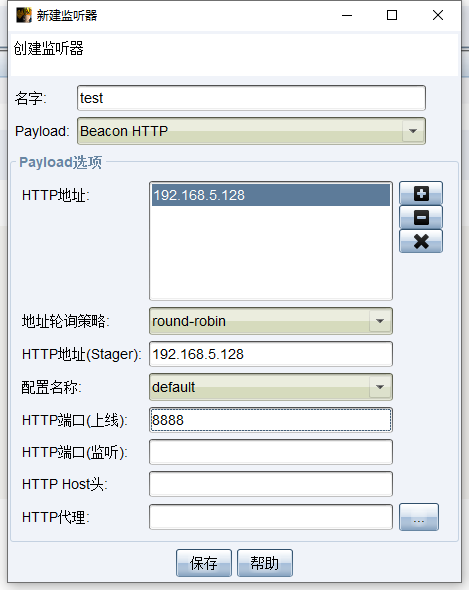 新建监听器
创建监听器
名字: test
Payload: Beacon HTTP
Payload选项
HTTP地址: 192.168.5.128
地址轮询策略: round-robin
HTTP地址(Stager): 192.168.5.128
配置名称: default
HTTP端口(上线): 8888
HTTP端口(监听):
HTTP Host头:
HTTP代理: ...
保存 帮助